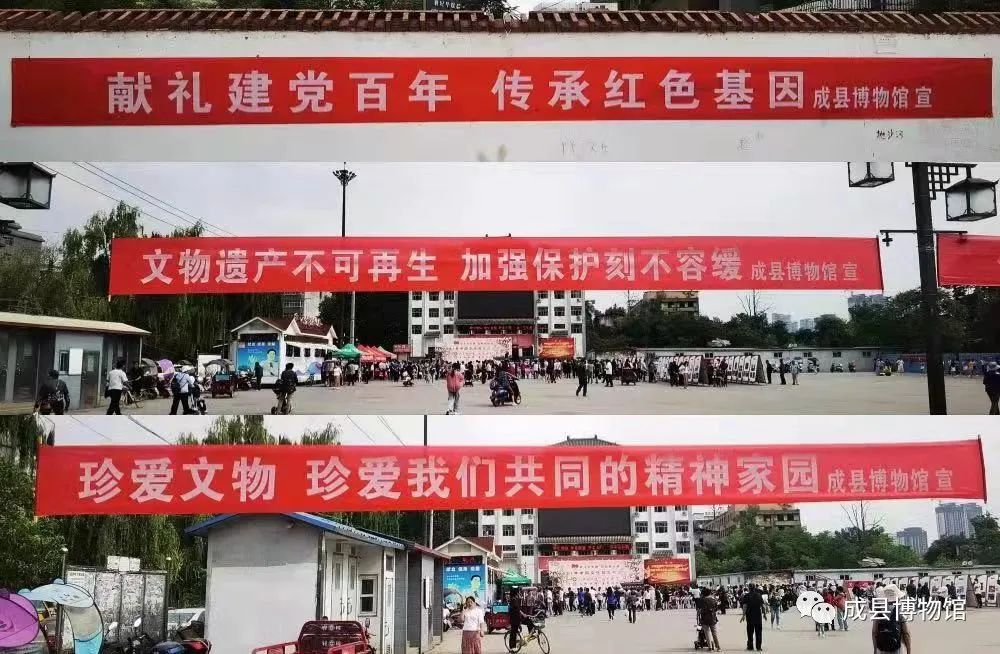 献礼建党百年 传承红色基因 成县博物馆 宣
文物遗产不可再生 加强保护刻不容缓 成县博物馆 宣
珍爱文物 珍爱我们共同的精神家园 成县博物馆 宣
成县博物馆